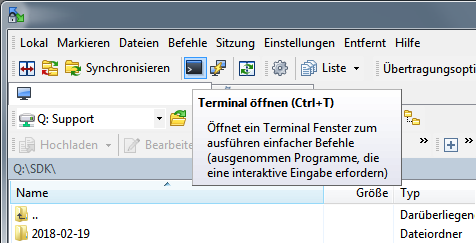 Lokal Markieren Dateien Befehle Sitzung Einstellungen Entfernt Hilfe
Synchronisieren Liste Übertragungsopti
Terminal öffnen (Ctrl+T)
Q: Support
Öffnet ein Terminal Fenster zum
ausführen einfacher Befehle
Hochladen Bearbeite
(ausgenommen Programme, die
eine interaktive Eingabe erfordern)
Q:\SDK\
Name Größe Typ
.. Darüberliegen
2018-02-19 Dateiordner